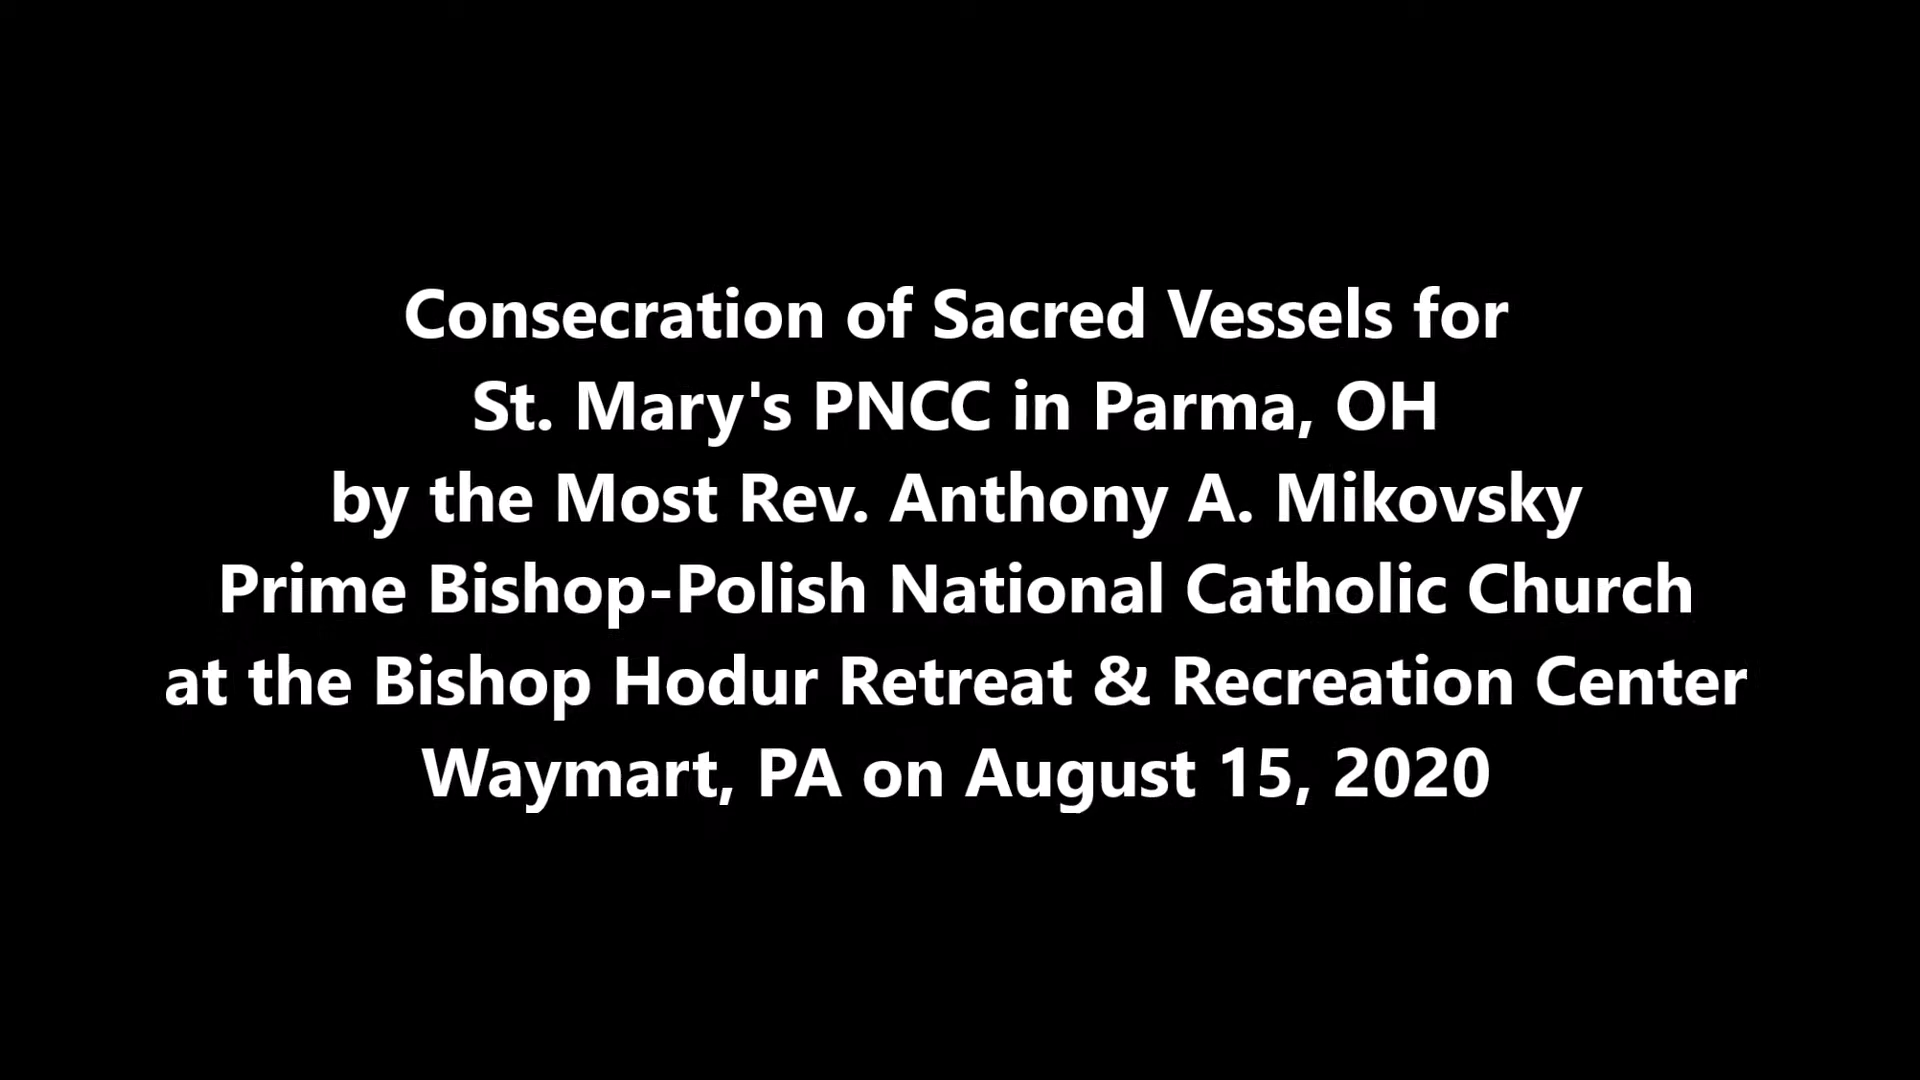 Consecration of Sacred Vessels for
St. Mary's PNCC in Parma, OH
by the Most Rev. Anthony A. Mikovsky
Prime Bishop-Polish National Catholic Church
at the Bishop Hodur Retreat & Recreation Center
Waymart, PA on August 15, 2020